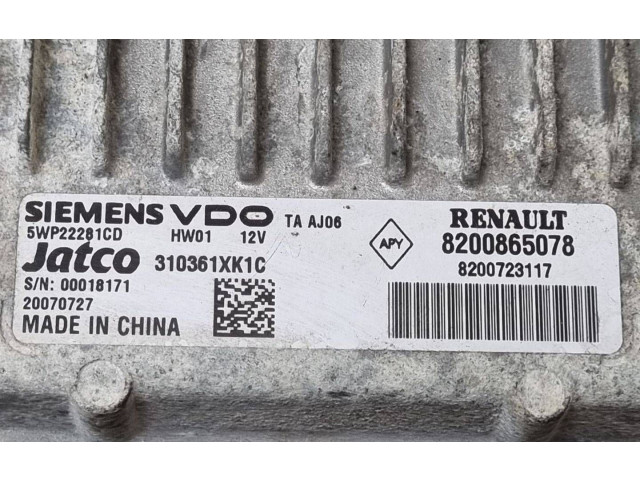 SIEMENS VDO TA AJ06
5WP22281CD HW01 12V
Jatco 310361XK1C
S/N: 00018171
20070727
MADE IN CHINA
APY
RENAULT
8200865078
8200723117